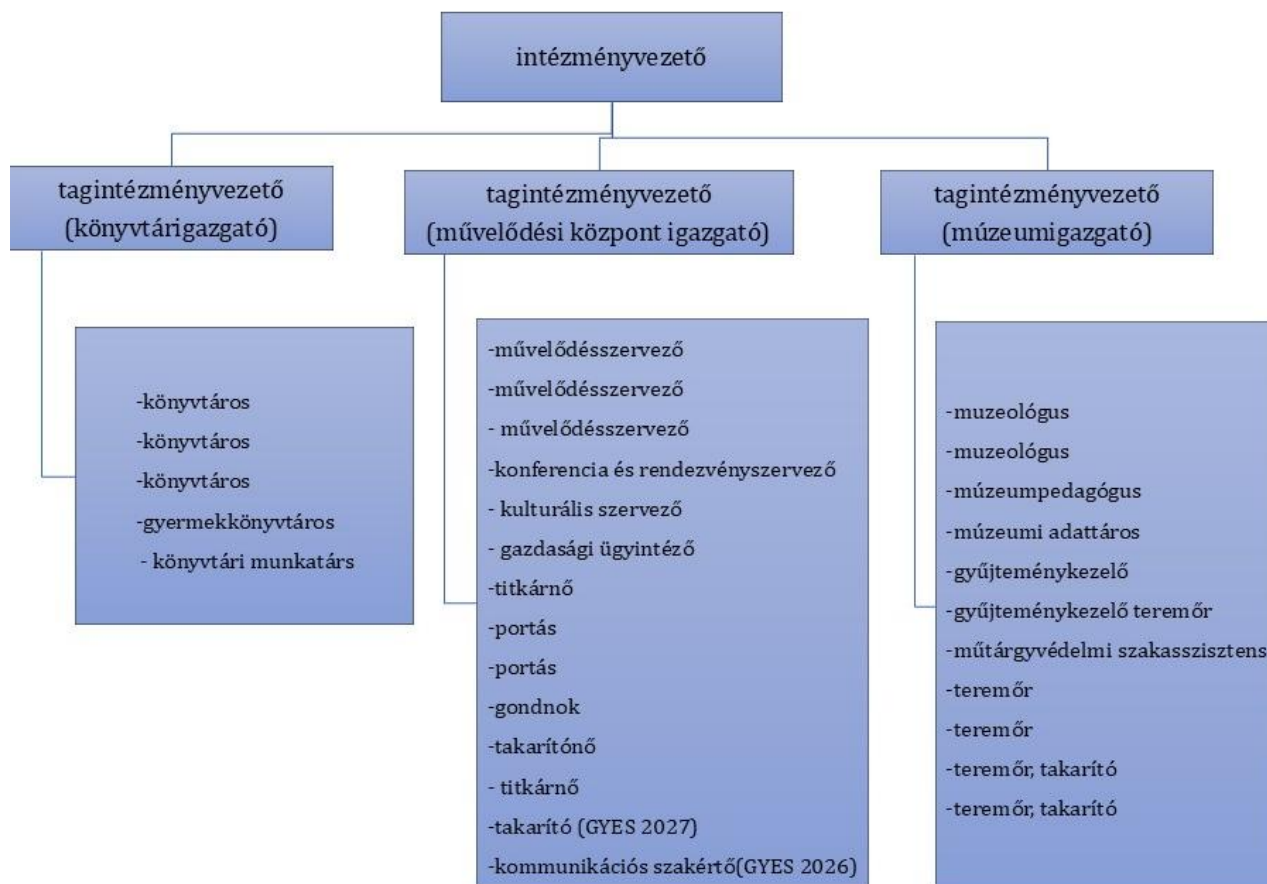 intézményvezető
tagintézményvezető
(könyvtárigazgató)
tagintézményvezető
(művelődési központ igazgató)
tagintézményvezető
(múzeumigazgató)
-könyvtáros
-könyvtáros
-könyvtáros
-gyermekkönyvtáros
- könyvtári munkatárs
-művelődésszervező
-művelődésszervező
- művelődésszervező
-konferencia és rendezvényszervező
- kulturális szervező
- gazdasági ügyintéző
-titkárnő
-portás
-portás
-gondnok
-takarítónő
- titkárnő
-takarító (GYES 2027)
-kommunikációs szakértő(GYES 2026)
-muzeológus
-muzeológus
-múzeumpedagógus
-múzeumi adattáros
-gyűjteménykezelő
-gyűjteménykezelő teremőr
-műtárgyvédelmi szakasszisztens
-teremőr
-teremőr
-teremőr, takarító
-teremőr, takarító